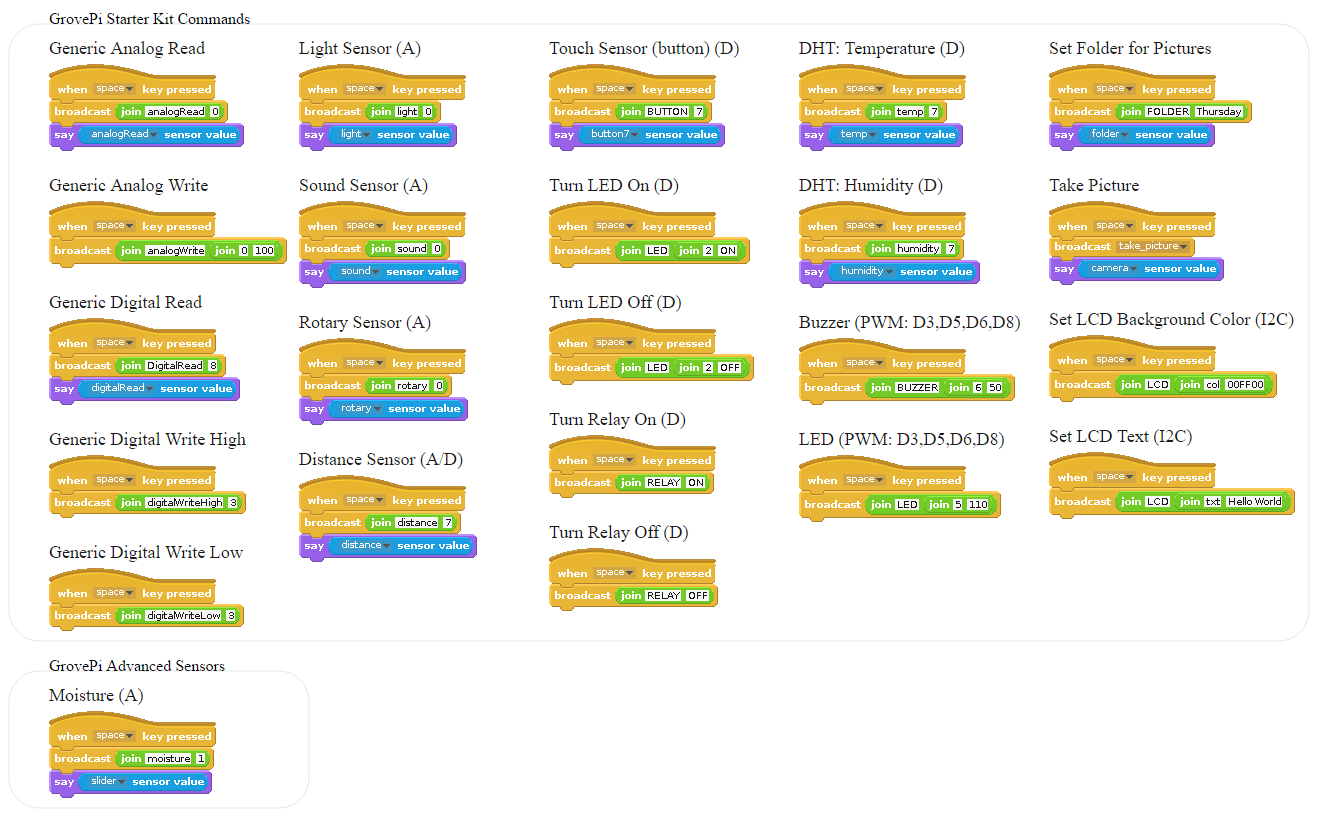 GrovePi Starter Kit Commands
Generic Analog Read
when space key pressed
broadcast join analogRead 0
say analogRead sensor value
Generic Analog Write
when space key pressed
broadcast join analogWrite join 0 100
Generic Digital Read
when space key pressed
broadcast join DigitalRead 8
say digitalRead sensor value
Generic Digital Write High
when space key pressed
broadcast join digitalWriteHigh 3
Generic Digital Write Low
when space key pressed
broadcast join digitalWriteLow 3
Light Sensor (A)
when space key pressed
broadcast join light 0
say light sensor value
Sound Sensor (A)
when space key pressed
broadcast join sound 0
say sound sensor value
Rotary Sensor (A)
when space key pressed
broadcast join rotary 0
say rotary sensor value
Distance Sensor (A/D)
when space key pressed
broadcast join distance 7
say distance sensor value
Touch Sensor (button) (D)
when space key pressed
broadcast join BUTTON 7
say button7 sensor value
Turn LED On (D)
when space key pressed
broadcast join LED join 2 ON
Turn LED Off (D)
when space key pressed
broadcast join LED join 2 OFF
Turn Relay On (D)
when space key pressed
broadcast join RELAY ON
Turn Relay Off (D)
when space key pressed
broadcast join RELAY OFF
DHT: Temperature (D)
when space key pressed
broadcast join temp 7
say temp sensor value
DHT: Humidity (D)
when space key pressed
broadcast join humidity 7
say humidity sensor value
Buzzer (PWM: D3,D5,D6,D8)
when space key pressed
broadcast join BUZZER join 6 50
LED (PWM: D3,D5,D6,D8)
when space key pressed
broadcast join LED join 5 110
Set Folder for Pictures
when space key pressed
broadcast join FOLDER Thursday
say folder sensor value
Take Picture
when space key pressed
broadcast take_picture
say camera sensor value
Set LCD Background Color (I2C)
when space key pressed
broadcast join LCD join col 00FF00
Set LCD Text (I2C)
when space key pressed
broadcast join LCD join txt Hello World
GrovePi Advanced Sensors
Moisture (A)
when space key pressed
broadcast join moisture 1
say slider sensor value